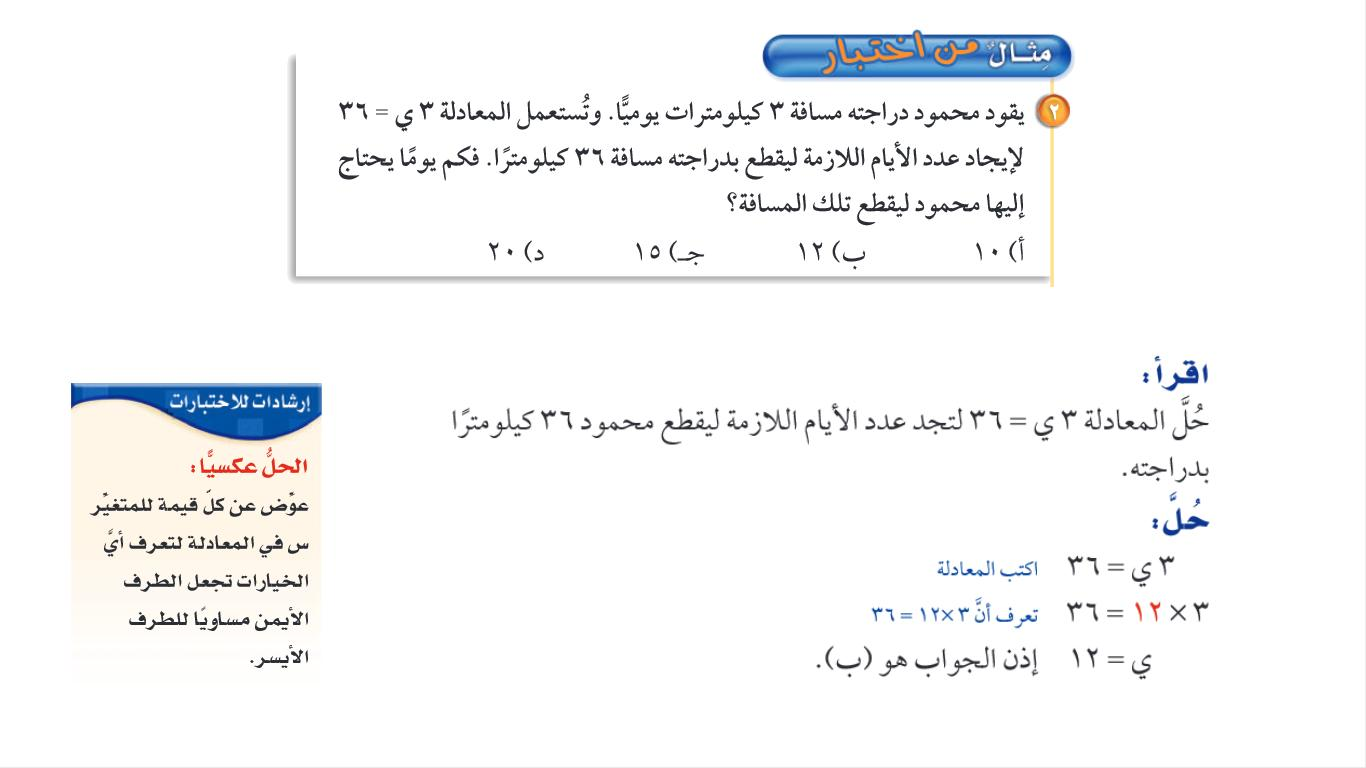 مِثــالٌ من اختبار
٢ يقود محمود دراجته مسافة ٣ كيلومترات يوميًّا. وتُستعمل المعادلة ٣ ي = ٣٦
لإيجاد عدد الأيام اللازمة ليقطع بدراجته مسافة ٣٦ كيلومترًا. فكم يومًا يحتاج
إليها محمود ليقطع تلك المسافة؟
أ) ١٠ ب) ١٢ جـ) ١٥ د) ٢٠
اقرأ:
حُلَّ المعادلة ٣ ي = ٣٦ لتجد عدد الأيام اللازمة ليقطع محمود ٣٦ كيلومترًا
بدراجته.
حُلَّ:
٣ ي = ٣٦ اكتب المعادلة
٣ × ١٢ = ٣٦ تعرف أنَّ ٣ ×١٢ = ٣٦
ي = ١٢ إذن الجواب هو (ب).
إرشادات للاختبارات
الحلُّ عكسيًّا:
عوِّض عن كلّ قيمة للمتغيِّر
س في المعادلة لتعرف أيَّ
الخيارات تجعل الطرف
الأيمن مساويًا للطرف
الأيسر.